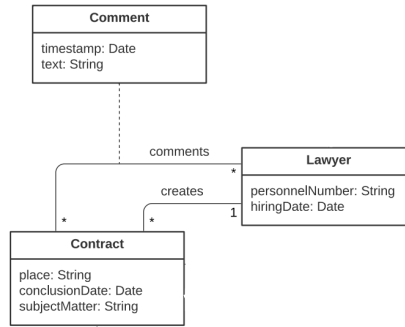 Comment
timestamp: Date
text: String
comments
Lawyer
*
personnelNumber: String
hiringDate: Date
creates
1
*
*
Contract
place: String
conclusionDate: Date
subjectMatter: String